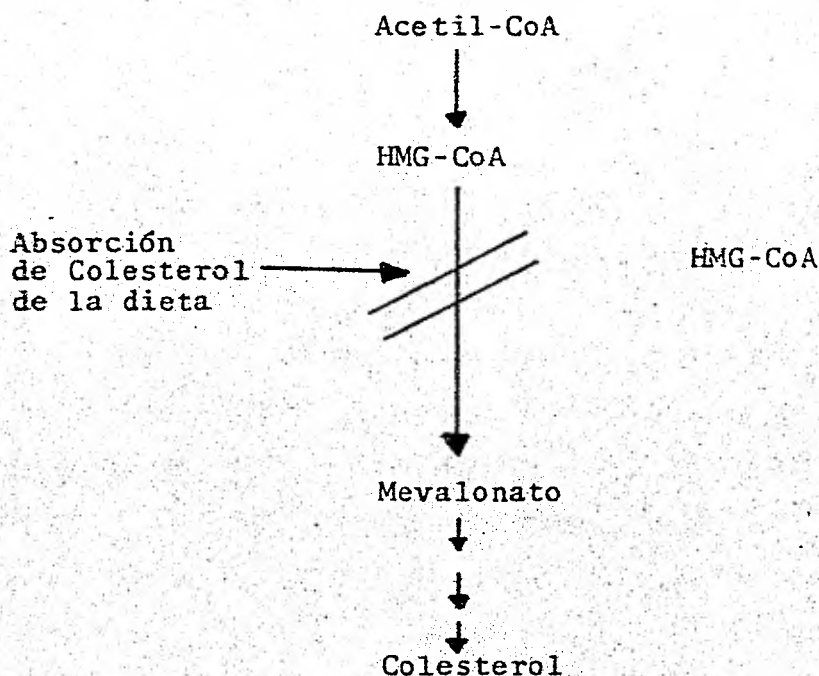 Acetil-CoA
HMG-CoA
Absorción
de Colesterol
de la dieta
HMG-CoA
Mevalonato
Colesterol